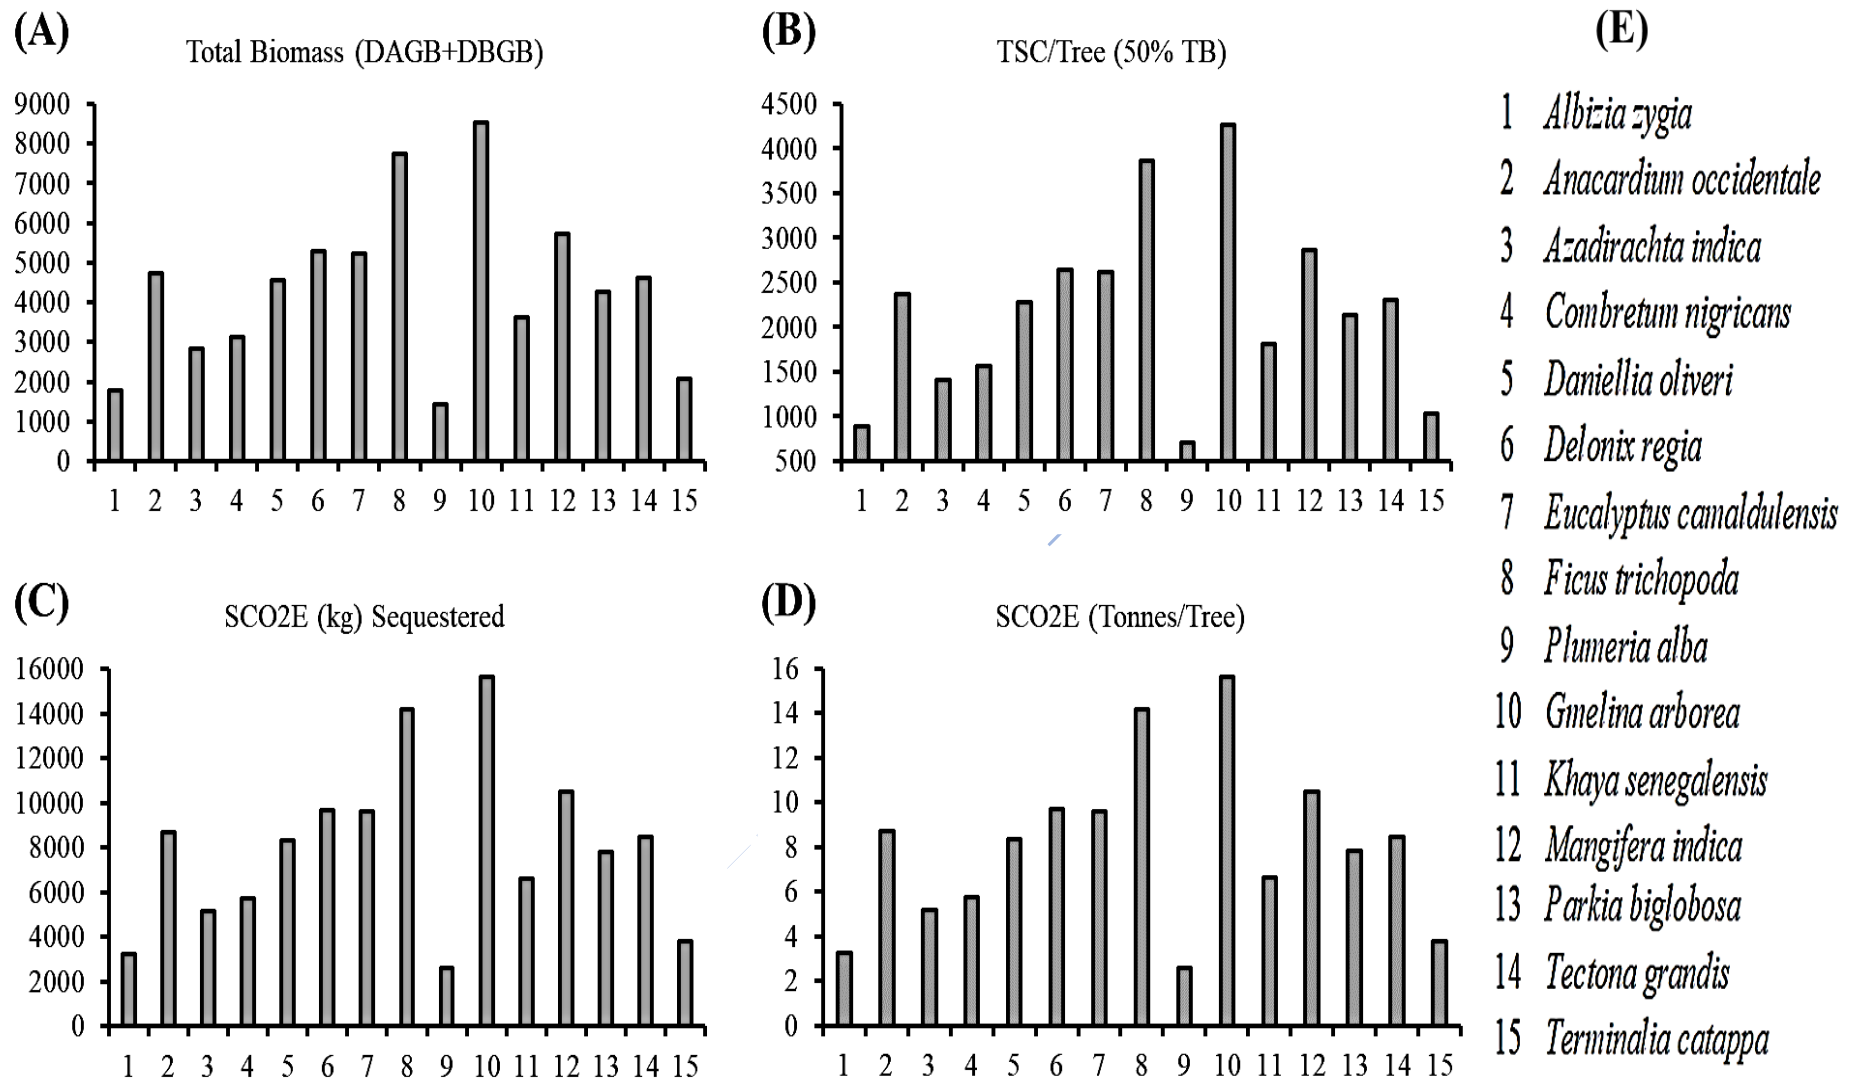 (A)
Total Biomass (DAGB+DBGB)
9000
8000
7000
6000
5000
4000
3000
2000
1000
0
1 2 3 4 5 6 7 8 9 10 11 12 13 14 15
(B)
TSC/Tree (50% TB)
4500
4000
3500
3000
2500
2000
1500
1000
500
1 2 3 4 5 6 7 8 9 10 11 12 13 14 15
(C)
SCO2E (kg) Sequestered
16000
14000
12000
10000
8000
6000
4000
2000
0
1 2 3 4 5 6 7 8 9 10 11 12 13 14 15
(D)
SCO2E (Tonnes/Tree)
16
14
12
10
8
6
4
2
0
1 2 3 4 5 6 7 8 9 10 11 12 13 14 15
(E)
1 Albizia zygia
2 Anacardium occidentale
3 Azadirachta indica
4 Combretum nigricans
5 Daniellia oliveri
6 Delonix regia
7 Eucalyptus camaldulensis
8 Ficus trichopoda
9 Plumeria alba
10 Gmelina arborea
11 Khaya senegalensis
12 Mangifera indica
13 Parkia biglobosa
14 Tectona grandis
15 Terminalia catappa